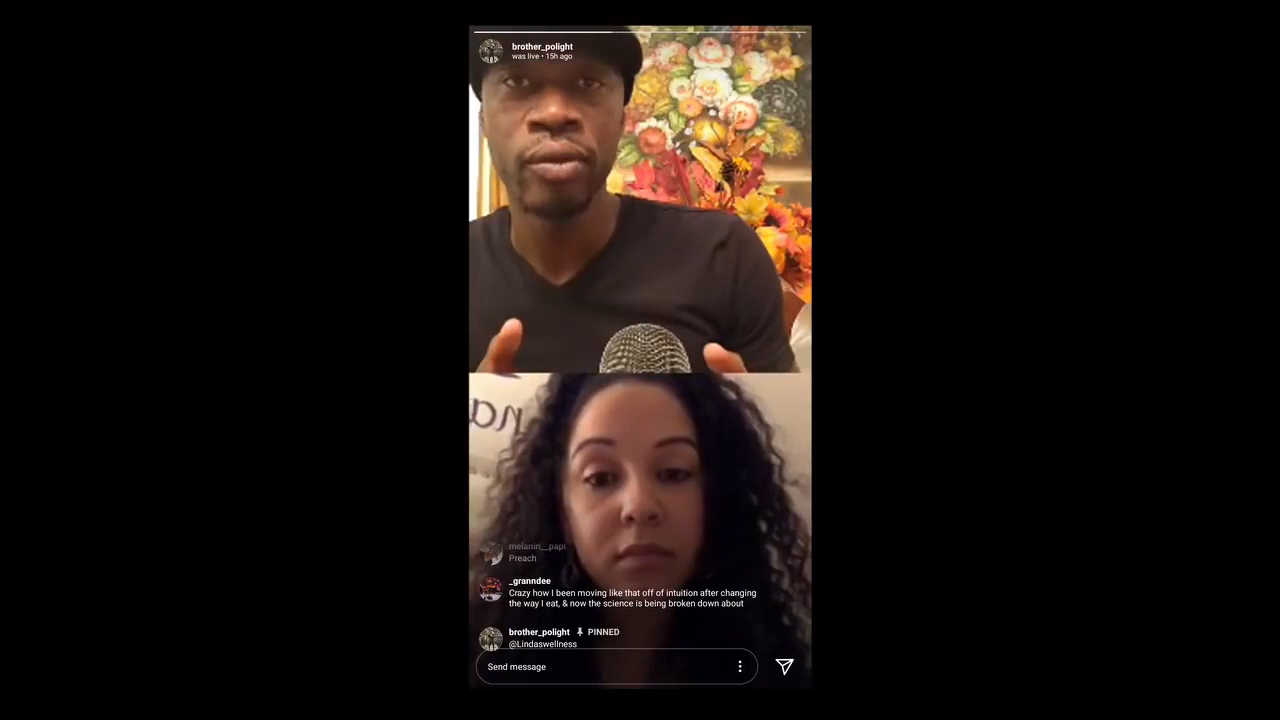 brother_polight
was live • 15h ago
melanin__papi
Preach
_granndee
Crazy how I been moving like that off of intuition after changing
the way I eat, & now the science is being broken down about
brother_polight PINNED
@Lindaswellness
Send message